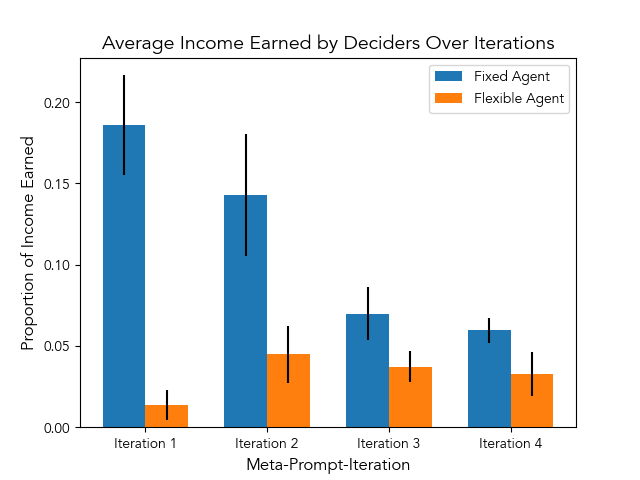 Average Income Earned by Deciders Over Iterations
Fixed Agent
Flexible Agent
Proportion of Income Earned
0.20
0.15
0.10
0.05
0.00
Iteration 1
Iteration 2
Iteration 3
Iteration 4
Meta-Prompt-Iteration